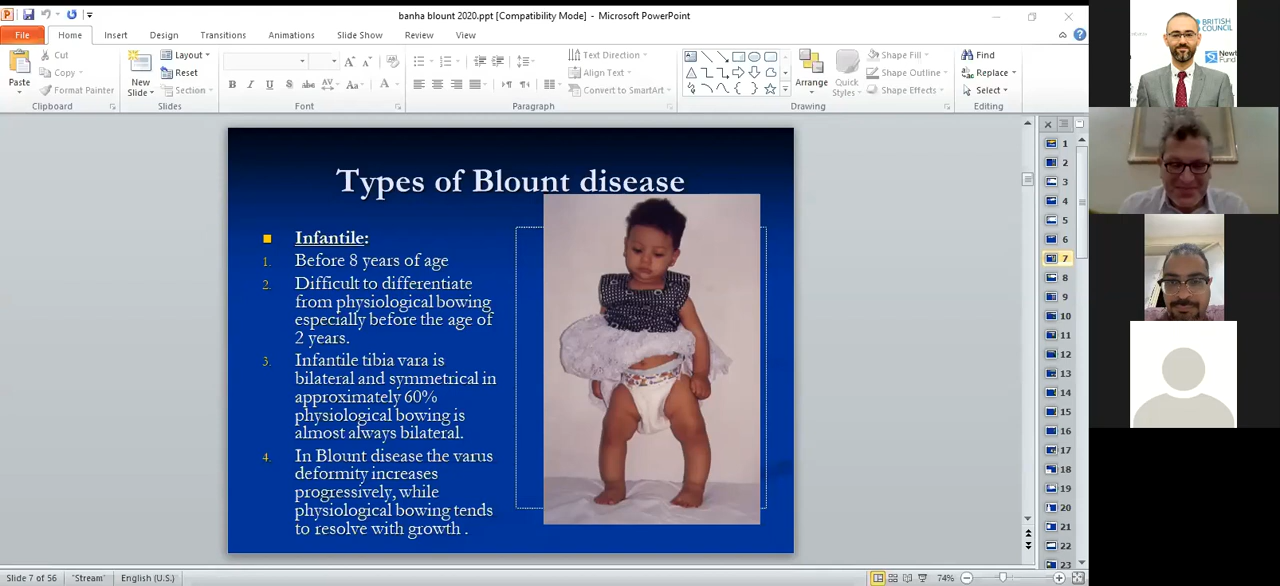 banha blount 2020.ppt [Compatibility Mode] - Microsoft PowerPoint
File Home Insert Design Transitions Animations Slide Show Review View
Paste
Cut
Copy
Format Painter
Clipboard
New Slide
Layout
Reset
Section
Slides
Font
Paragraph
Text Direction
Align Text
Convert to SmartArt
Arrange
Quick Styles
Shape Fill
Shape Outline
Shape Effects
Drawing
Find
Replace
Select
Editing
Types of Blount disease
Infantile:
1. Before 8 years of age
2. Difficult to differentiate
from physiological bowing
especially before the age of
2 years.
3. Infantile tibia vara is
bilateral and symmetrical in
approximately 60%
physiological bowing is
almost always bilateral.
4. In Blount disease the varus
deformity increases
progressively, while
physiological bowing tends
to resolve with growth .
1
2
3
4
5
6
7
8
9
10
11
12
13
14
15
16
17
18
19
20
21
22
23
Slide 7 of 56 "Stream" English (U.S.) 74%
BRITISH
COUNCIL
Fund